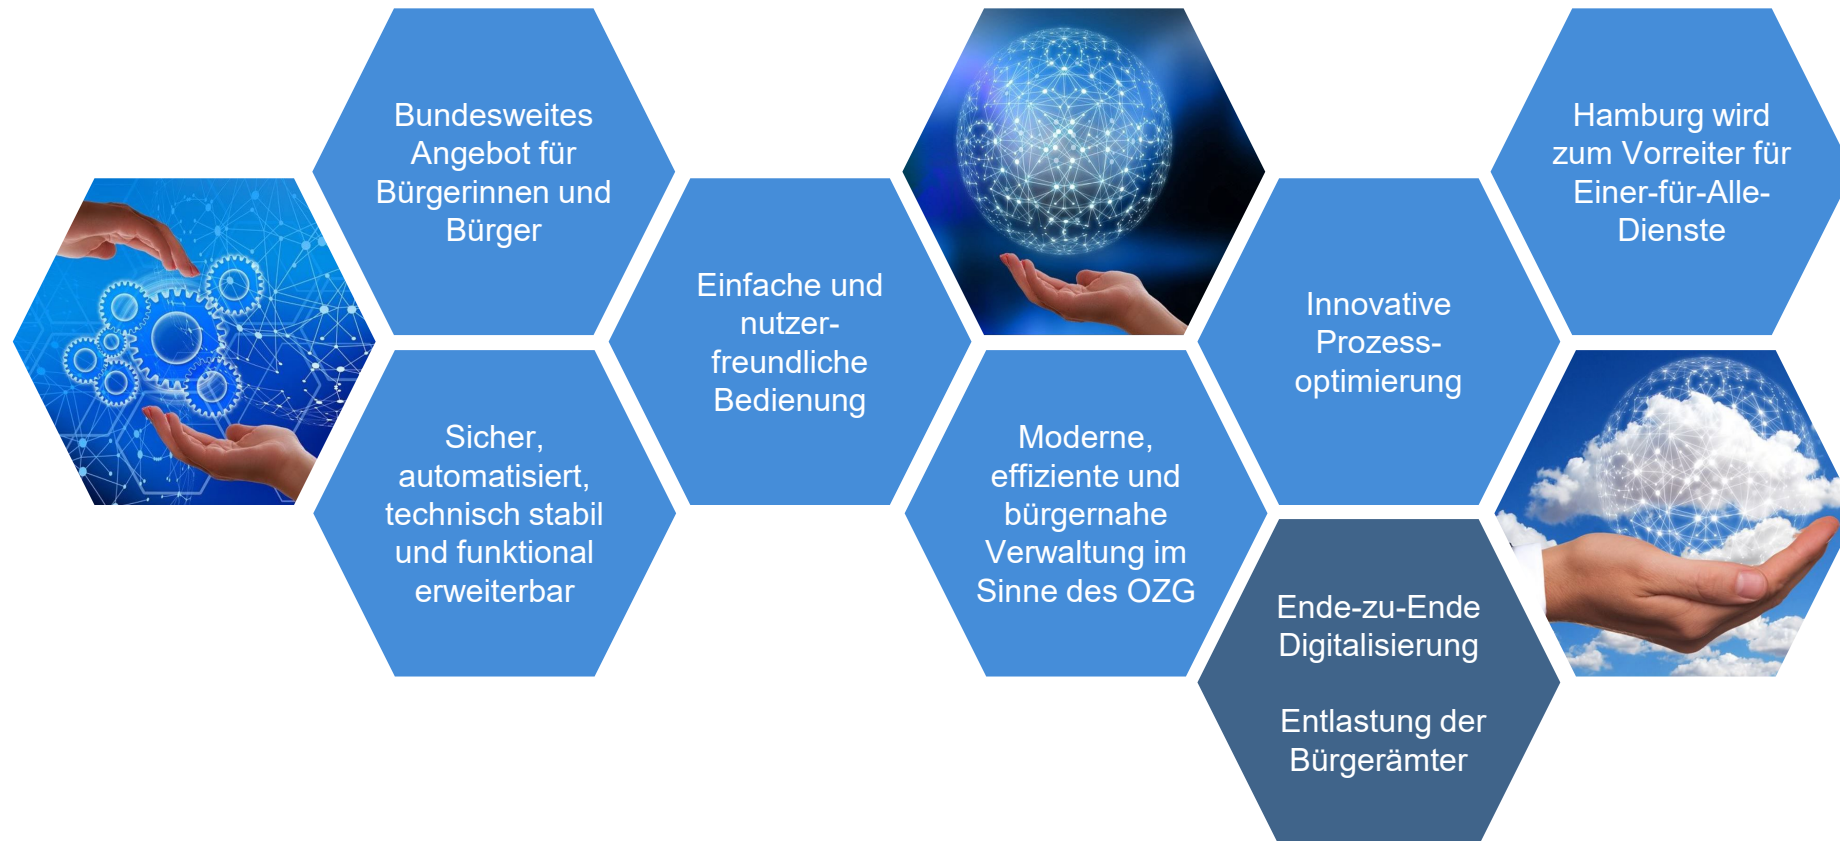 Bundesweites
Angebot für
Bürgerinnen und
Bürger
Sicher,
automatisiert,
technisch stabil
und funktional
erweiterbar
Einfache und
nutzer-
freundliche
Bedienung
Moderne,
effiziente und
bürgernahe
Verwaltung im
Sinne des OZG
Innovative
Prozess-
optimierung
Ende-zu-Ende
Digitalisierung
Entlastung der
Bürgerämter
Hamburg wird
zum Vorreiter für
Einer-für-Alle-
Dienste